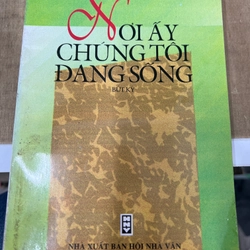 NƠI ẤY
CHÚNG TÔI
ĐANG SỐNG
BÚT KÝ
NHÀ XUẤT BẢN HỘI NHÀ VĂN